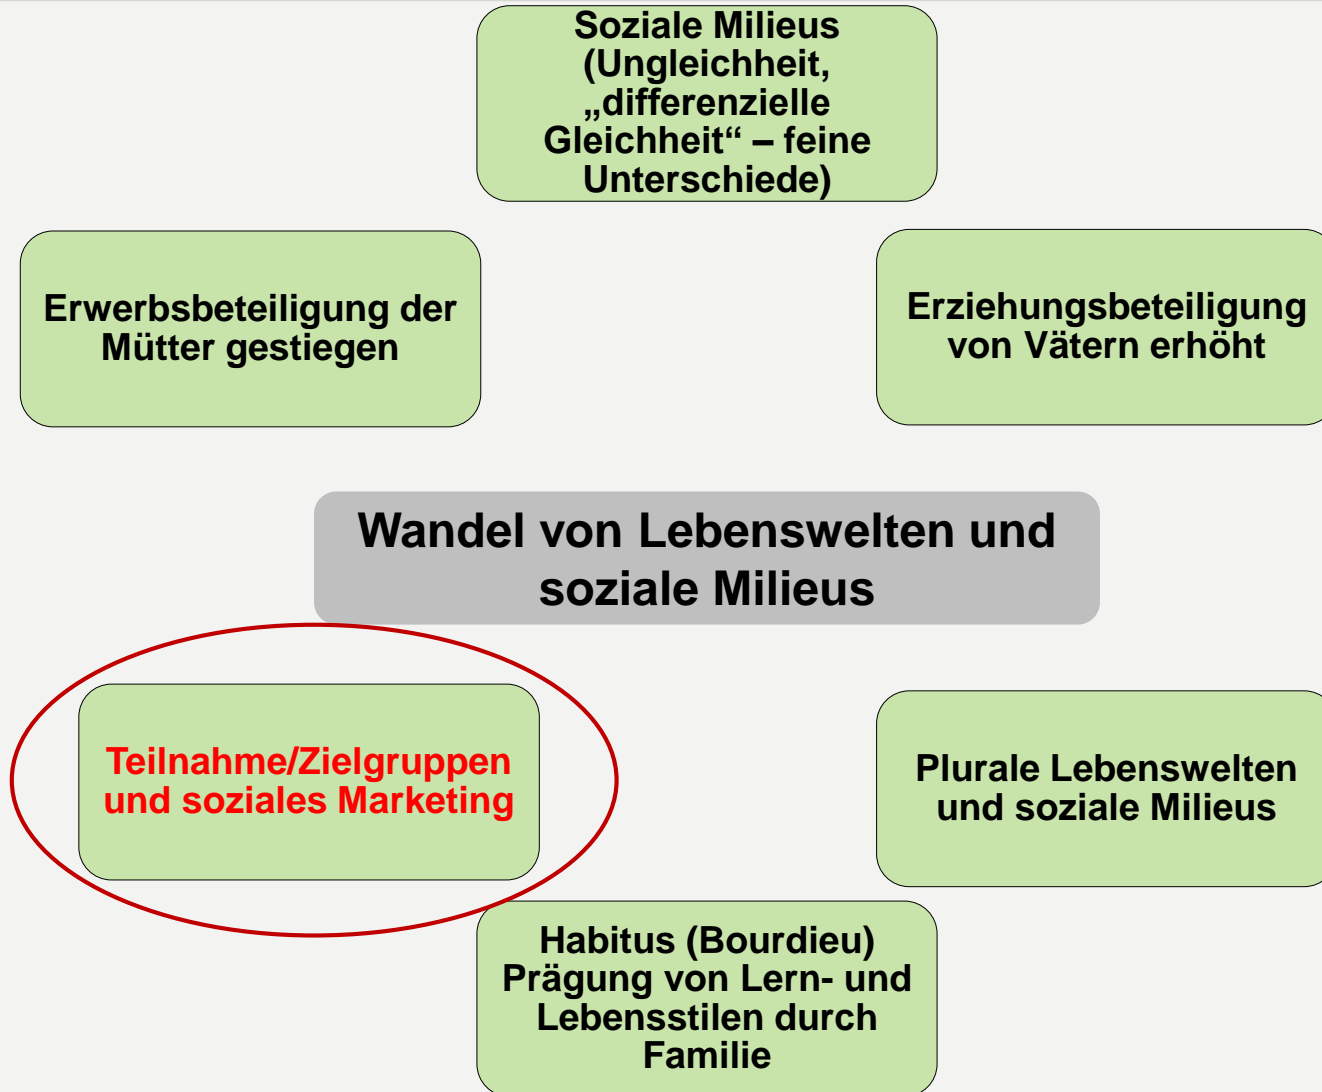 Soziale Milieus
(Ungleichheit,
„differenzielle
Gleichheit“ – feine
Unterschiede)
Erwerbsbeteiligung der
Mütter gestiegen
Erziehungsbeteiligung
von Vätern erhöht
Wandel von Lebenswelten und
soziale Milieus
Teilnahme/Zielgruppen
und soziales Marketing
Plurale Lebenswelten
und soziale Milieus
Habitus (Bourdieu)
Prägung von Lern- und
Lebensstilen durch
Familie